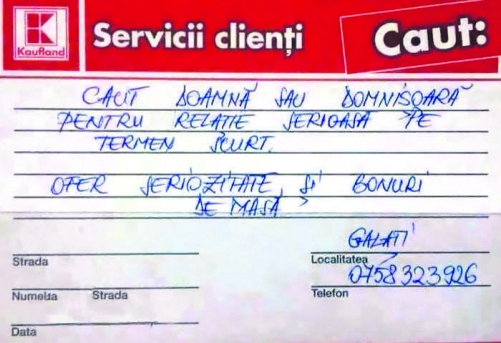 Kaufland
Servicii clienți
Caut:
CAUT DOAMNĂ SAU DOMNIȘOARĂ
PENTRU RELAȚIE SERIOASĂ PE
TERMEN SCURT.
OFER SERIOZITATE, ȘI BONURI
DE MASĂ
GALAȚI
Strada
Localitatea
0758323926
Numele Strada
Telefon
Data